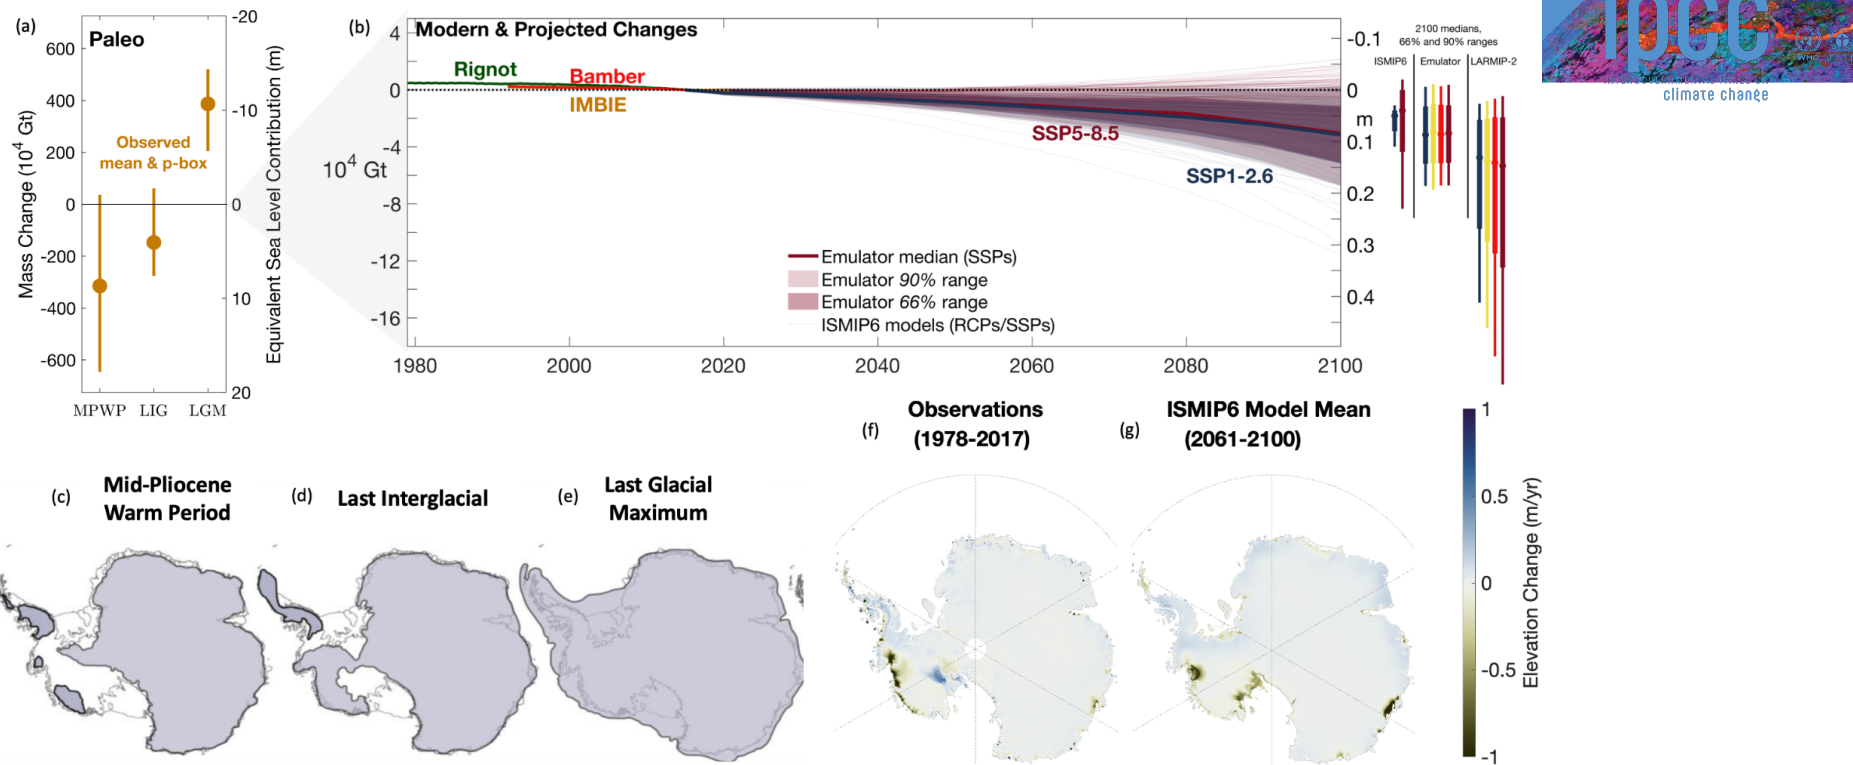 (a)
Paleo
-20
-10
0
10
20
600
400
200
0
-200
-400
-600
Mass Change (10⁴ Gt)
Equivalent Sea Level Contribution (m)
Observed
mean & p-box
MPWP LIG LGM
(b)
Modern & Projected Changes
4
0
-4
10⁴ Gt
-8
-12
-16
Rignot
Bamber
IMBIE
SSP5-8.5
SSP1-2.6
Emulator median (SSPs)
Emulator 90% range
Emulator 66% range
ISMIP6 models (RCPs/SSPs)
1980 2000 2020 2040 2060 2080 2100
-0.1
0
m
0.1
0.2
0.3
0.4
2100 medians,
66% and 90% ranges
ISMIP6 Emulator LARMIP-2
ipcc
WMO
climate change
(c) Mid-Pliocene
Warm Period
(d) Last Interglacial
(e) Last Glacial
Maximum
(f) Observations
(1978-2017)
(g) ISMIP6 Model Mean
(2061-2100)
1
0.5
0
-0.5
-1
Elevation Change (m/yr)